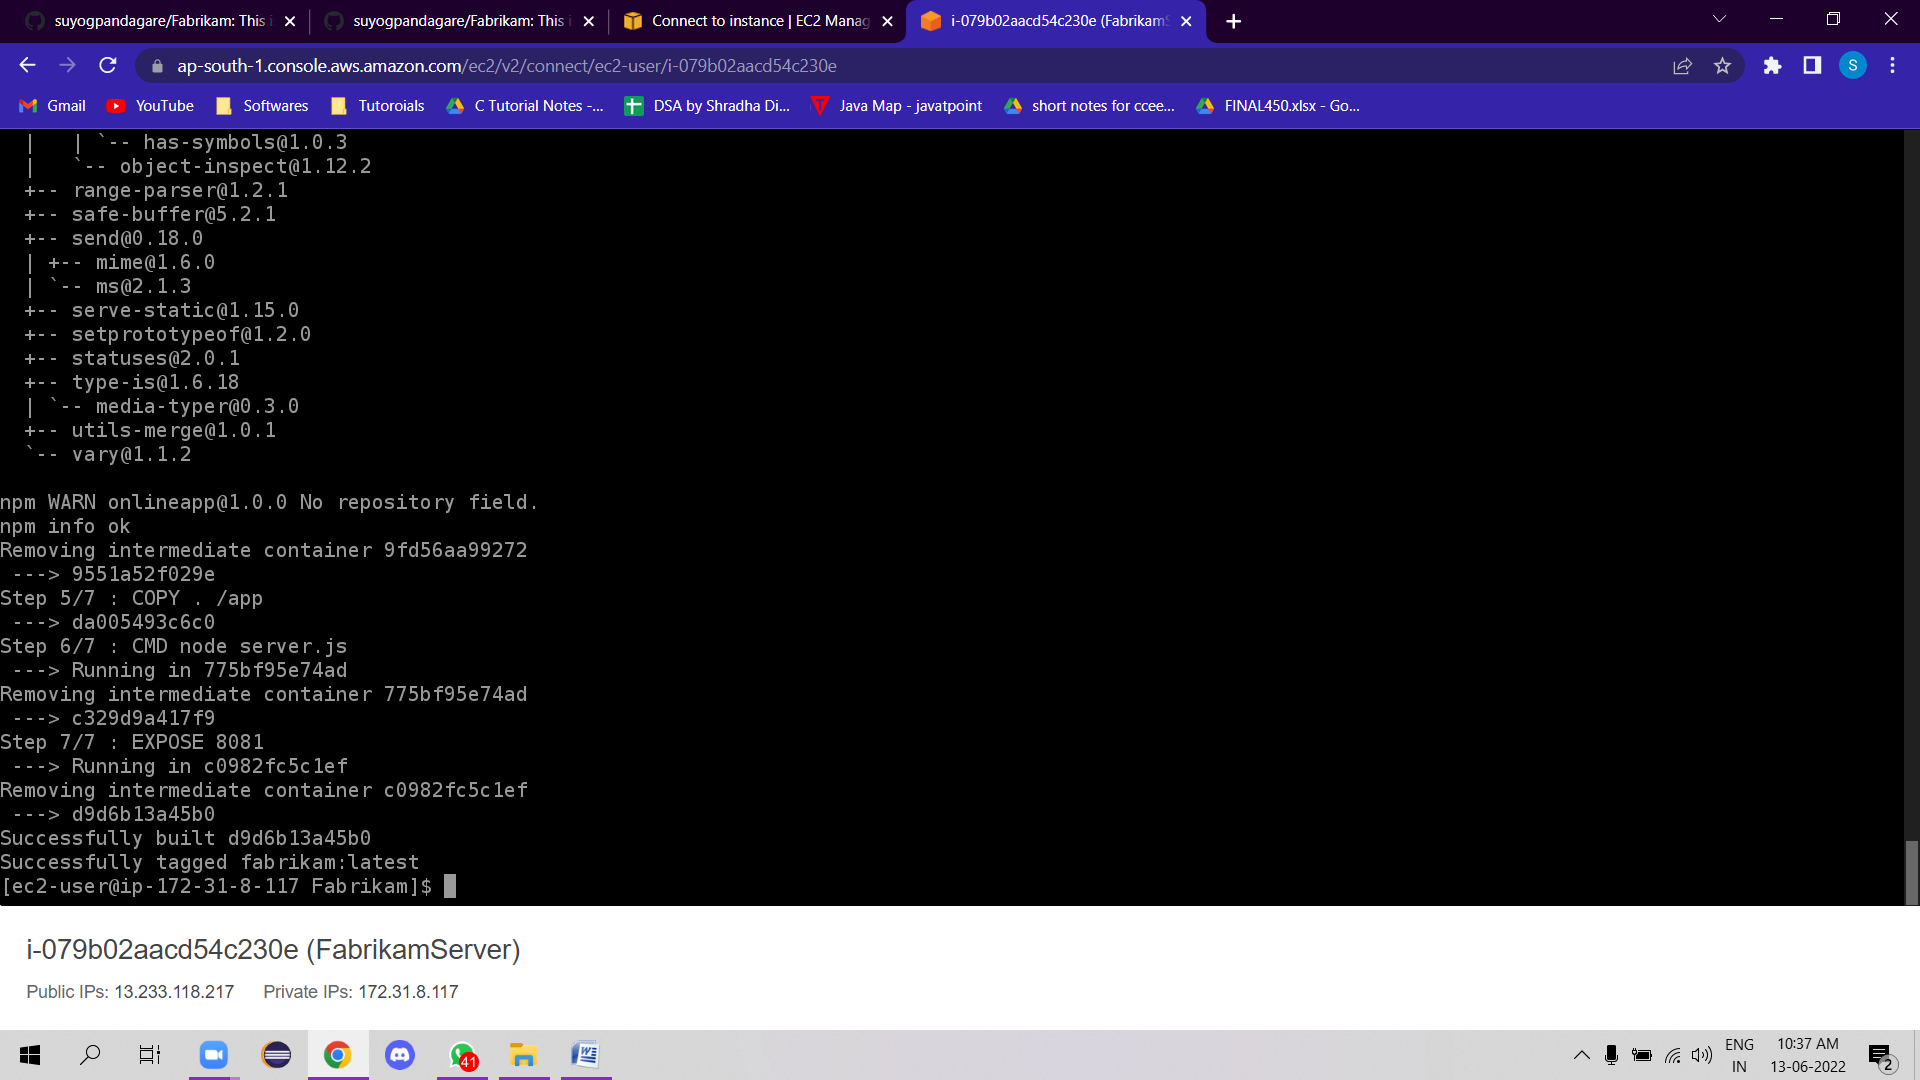 suyogpandagare/Fabrikam: This i
suyogpandagare/Fabrikam: This i
Connect to instance | EC2 Manag
i-079b02aacd54c230e (FabrikamS
ap-south-1.console.aws.amazon.com/ec2/v2/connect/ec2-user/i-079b02aacd54c230e
S
Gmail
YouTube
Softwares
Tutoroials
C Tutorial Notes -...
DSA by Shradha Di...
Java Map - javatpoint
short notes for ccee...
FINAL450.xlsx - Go...
|   | `-- has-symbols@1.0.3
|   `-- object-inspect@1.12.2
+-- range-parser@1.2.1
+-- safe-buffer@5.2.1
+-- send@0.18.0
| +-- mime@1.6.0
| `-- ms@2.1.3
+-- serve-static@1.15.0
+-- setprototypeof@1.2.0
+-- statuses@2.0.1
+-- type-is@1.6.18
| `-- media-typer@0.3.0
+-- utils-merge@1.0.1
`-- vary@1.1.2
npm WARN onlineapp@1.0.0 No repository field.
npm info ok
Removing intermediate container 9fd56aa99272
---> 9551a52f029e
Step 5/7 : COPY . /app
---> da005493c6c0
Step 6/7 : CMD node server.js
---> Running in 775bf95e74ad
Removing intermediate container 775bf95e74ad
---> c329d9a417f9
Step 7/7 : EXPOSE 8081
---> Running in c0982fc5c1ef
Removing intermediate container c0982fc5c1ef
---> d9d6b13a45b0
Successfully built d9d6b13a45b0
Successfully tagged fabrikam:latest
[ec2-user@ip-172-31-8-117 Fabrikam]$
i-079b02aacd54c230e (FabrikamServer)
Public IPs: 13.233.118.217 Private IPs: 172.31.8.117
41
ENG
IN
10:37 AM
13-06-2022
2